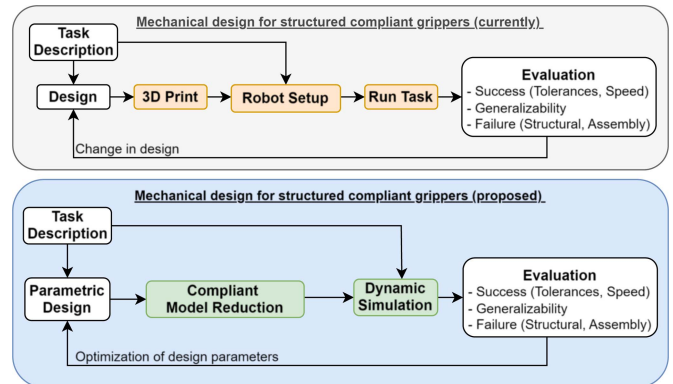 Mechanical design for structured compliant grippers (currently)
Task
Description
Design
3D Print
Robot Setup
Run Task
Evaluation
- Success (Tolerances, Speed)
- Generalizability
- Failure (Structural, Assembly)
Change in design
Mechanical design for structured compliant grippers (proposed)
Task
Description
Parametric
Design
Compliant
Model Reduction
Dynamic
Simulation
Evaluation
- Success (Tolerances, Speed)
- Generalizability
- Failure (Structural, Assembly)
Optimization of design parameters